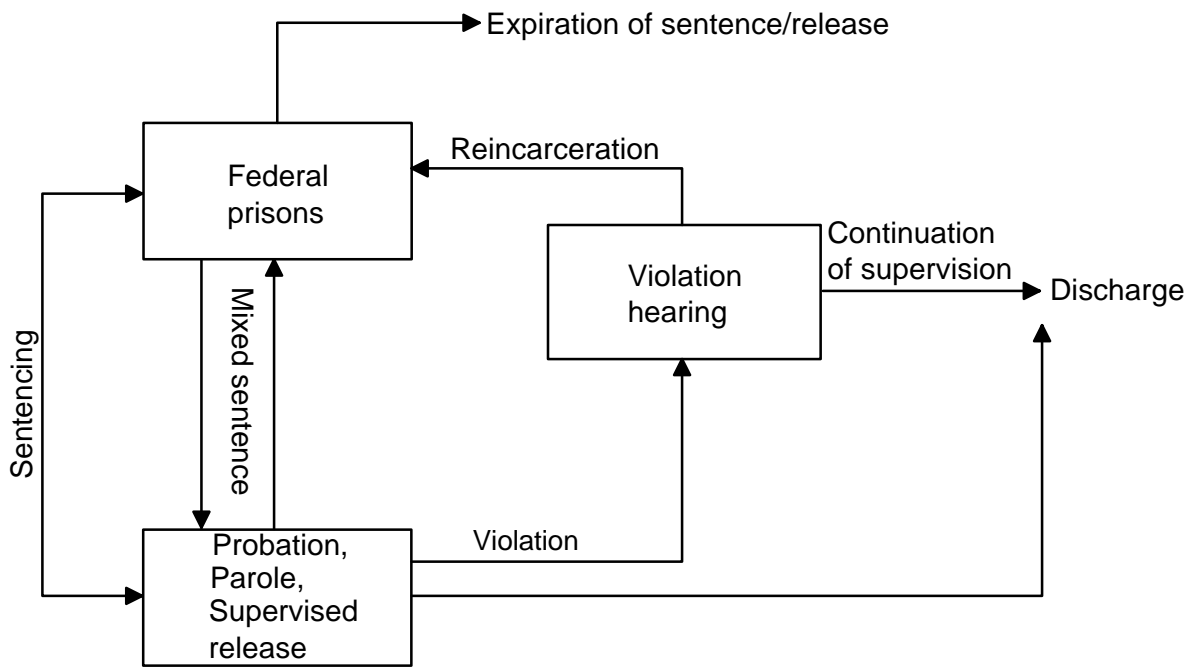 Expiration of sentence/release
Federal
prisons
Reincarceration
Violation
hearing
Continuation
of supervision
Discharge
Sentencing
Mixed sentence
Probation,
Parole,
Supervised
release
Violation